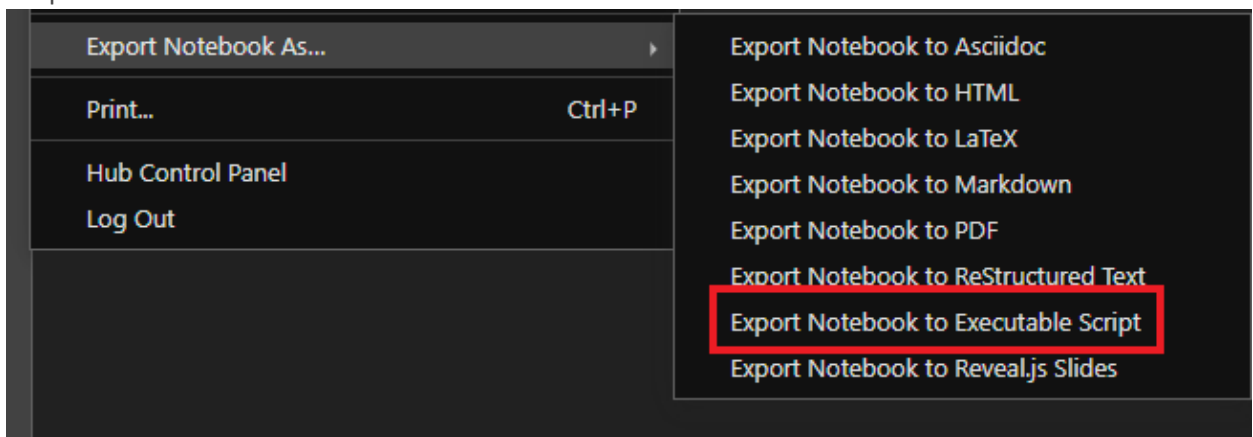 Export Notebook As...
Print... Ctrl+P
Hub Control Panel
Log Out
Export Notebook to Asciidoc
Export Notebook to HTML
Export Notebook to LaTeX
Export Notebook to Markdown
Export Notebook to PDF
Export Notebook to ReStructured Text
Export Notebook to Executable Script
Export Notebook to Reveal.js Slides